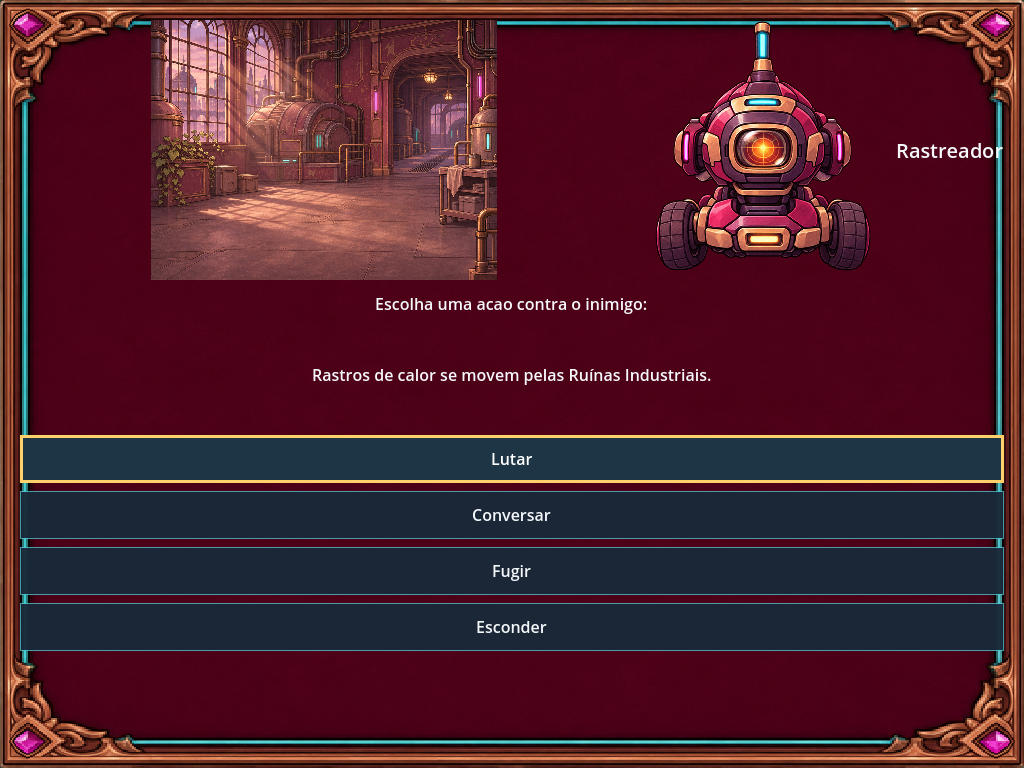 Rastreador
Escolha uma acao contra o inimigo:
Rastros de calor se movem pelas Ruínas Industriais.
Lutar
Conversar
Fugir
Esconder